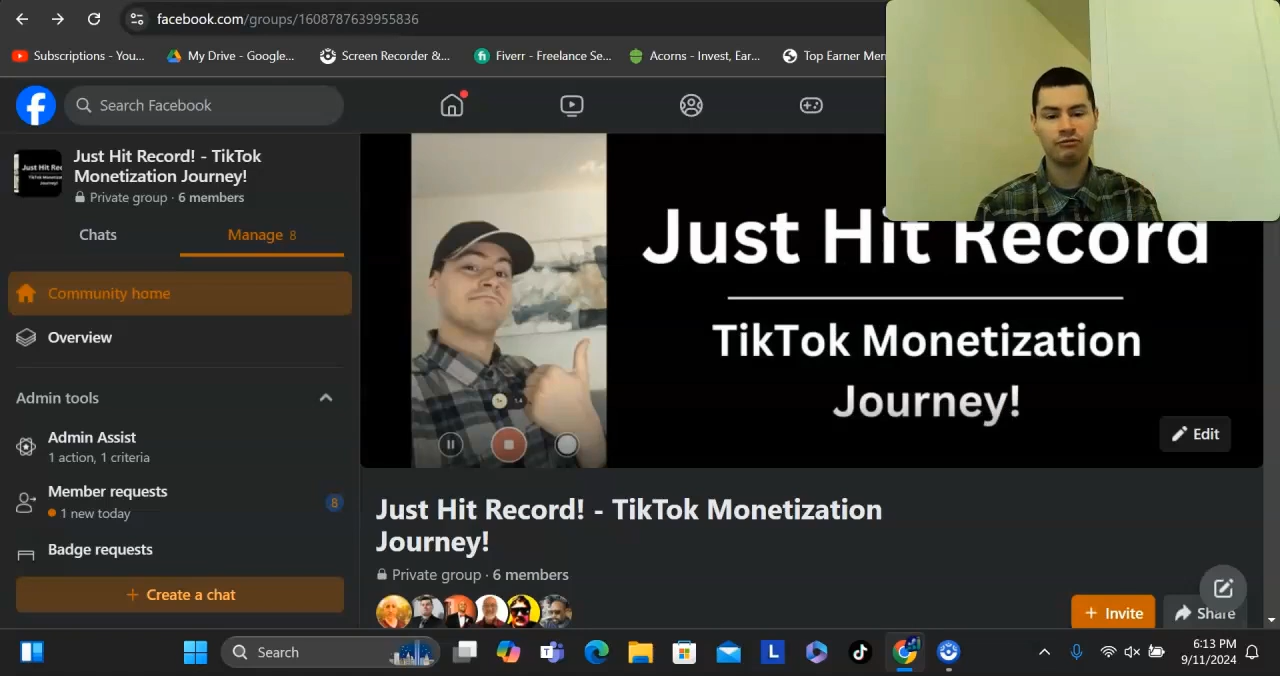 facebook.com/groups/1608787639955836
Subscriptions - You...
My Drive - Google...
Screen Recorder &...
Fiverr - Freelance Se...
Acorns - Invest, Ear...
Top Earner Men
Search Facebook
Just Hit Record! - TikTok
Monetization Journey!
Private group · 6 members
Chats
Manage 8
Community home
Overview
Admin tools
Admin Assist
1 action, 1 criteria
Member requests
8
1 new today
Badge requests
+ Create a chat
Just Hit Record
TikTok Monetization
Journey!
Edit
Just Hit Record! - TikTok Monetization
Journey!
Private group · 6 members
+ Invite
Share
Search
6:13 PM
9/11/2024